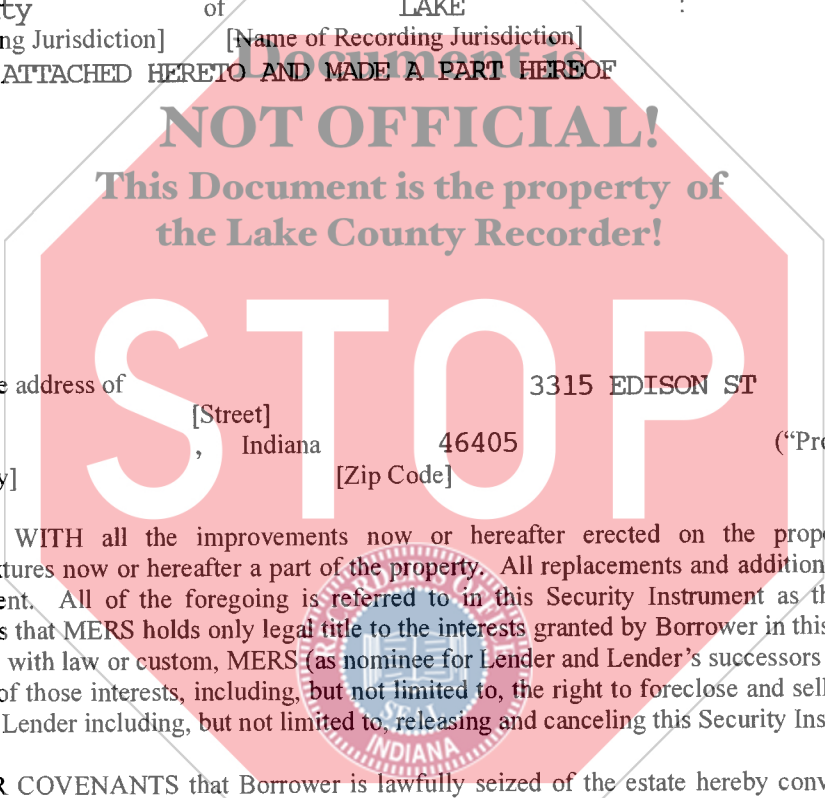 ty of LAKE :
ng Jurisdiction] [Name of Recording Jurisdiction]
Document is
ATTACHED HERETO AND MADE A PART HEREOF
NOT OFFICIAL!
This Document is the property of
the Lake County Recorder!
STOP
e address of 3315 EDISON ST
[Street]
, Indiana 46405 (“Pr
y] [Zip Code]
WITH all the improvements now or hereafter erected on the prop
xtures now or hereafter a part of the property. All replacements and addition
ent. All of the foregoing is referred to in this Security Instrument as th
s that MERS holds only legal title to the interests granted by Borrower in this
with law or custom, MERS (as nominee for Lender and Lender’s successors
of those interests, including, but not limited to, the right to foreclose and sell
Lender including, but not limited to, releasing and canceling this Security Ins
SEAL
INDIANA
R COVENANTS that Borrower is lawfully seized of the estate hereby conv